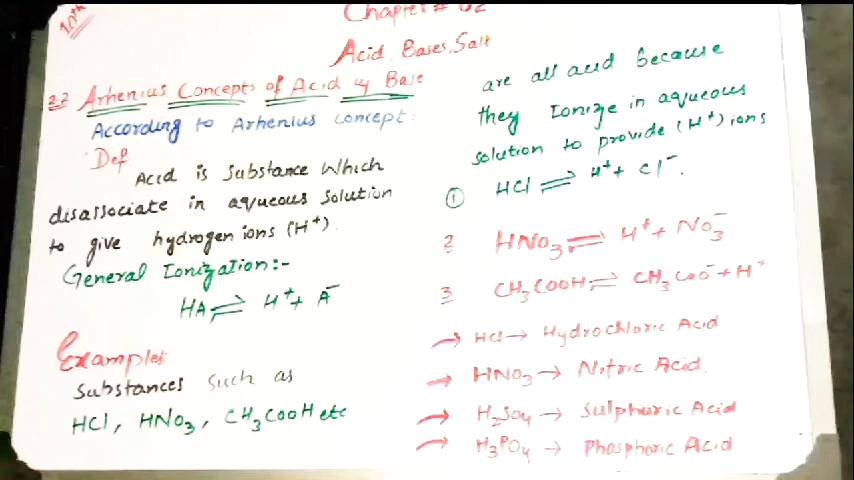 10th
Chapter # 02
Acid, Bases, Salt
2.2 Arhenius Concepts of Acid & Base
According to Arhenius concept:
Def
Acid is substance which
disassociate in aqueous solution
to give hydrogen ions (H⁺).
General Ionization:-
HA ⇌ H⁺ + A⁻
Examples
Substances such as
HCl, HNO₃, CH₃COOH etc
are all acid because
they Ionize in aqueous
solution to provide (H⁺) ions
① HCl ⇌ H⁺ + Cl⁻.
2 HNO₃ ⇌ H⁺ + NO₃⁻
3 CH₃COOH ⇌ CH₃COO⁻ + H⁺
→ HCl → Hydrochloric Acid
→ HNO₃ → Nitric Acid.
→ H₂SO₄ → Sulphuric Acid
→ H₃PO₄ → Phosphoric Acid